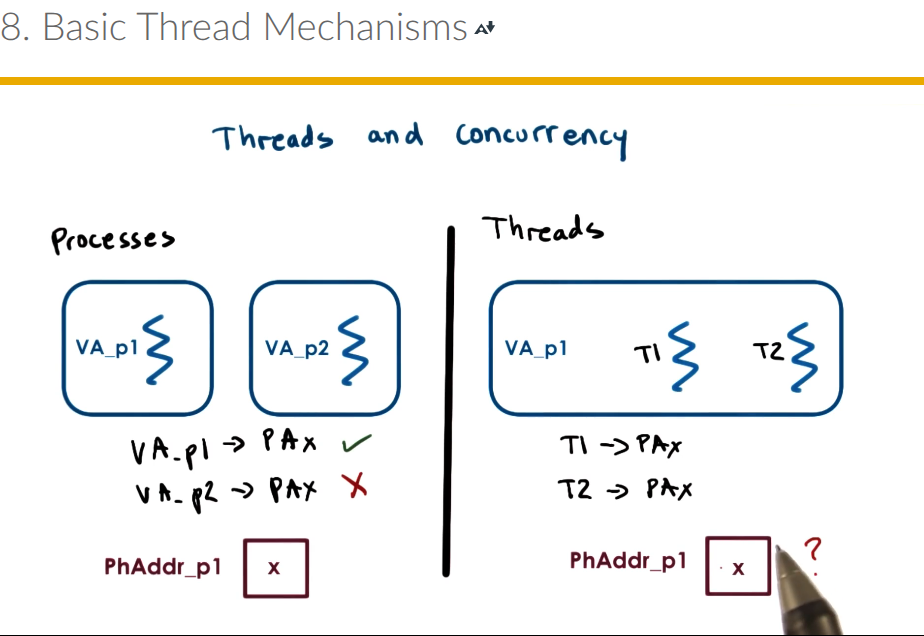 8. Basic Thread Mechanisms
Threads and concurrency
Processes
VA_p1
VA_p2
VA_p1 → PAx ✓
VA_p2 → PAx X
PhAddr_p1
x
Threads
VA_p1
T1
T2
T1 → PAx
T2 → PAx
PhAddr_p1
x
?